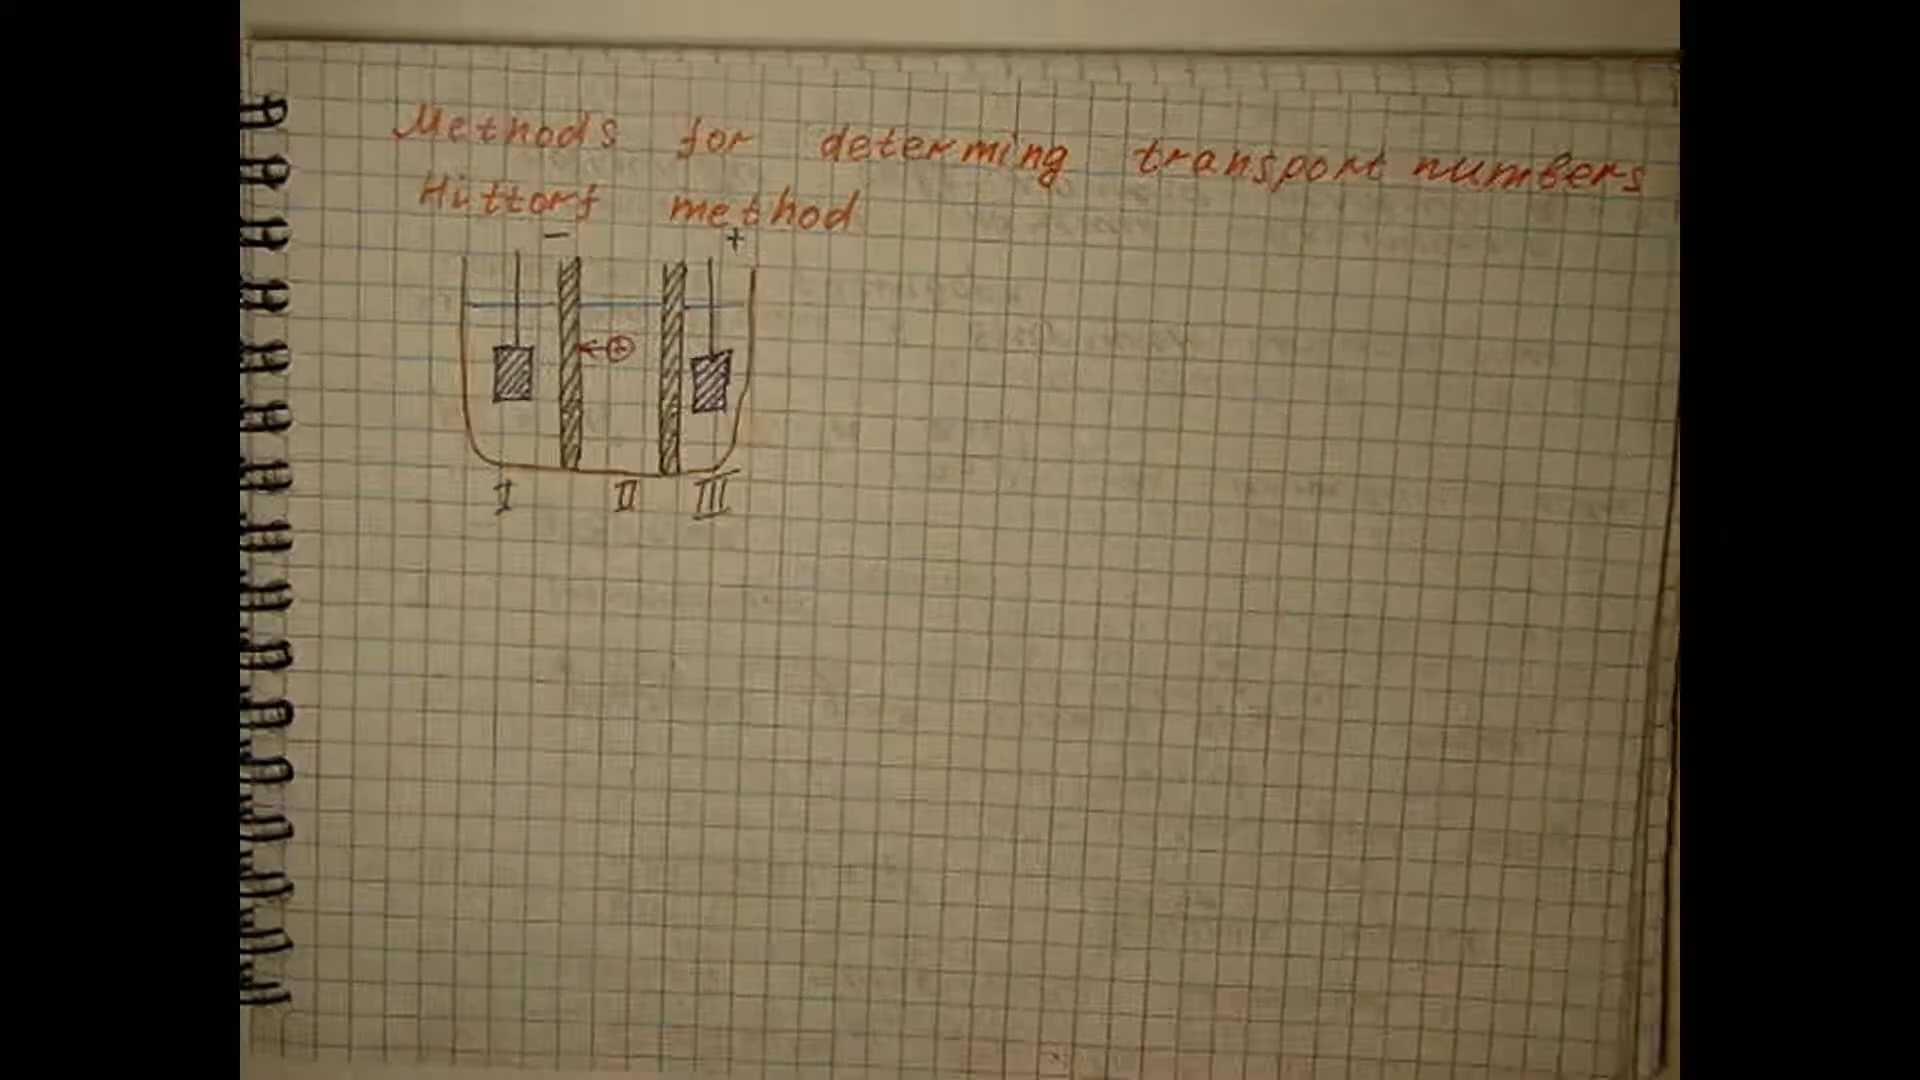 Methods for determing transport numbers
Hittorf method
- +
+
I II III